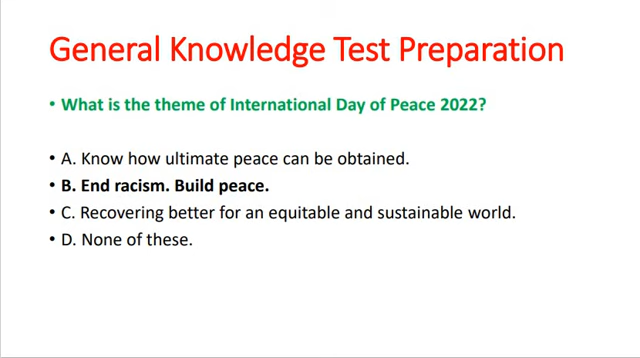 General Knowledge Test Preparation
• What is the theme of International Day of Peace 2022?
• A. Know how ultimate peace can be obtained.
• B. End racism. Build peace.
• C. Recovering better for an equitable and sustainable world.
• D. None of these.